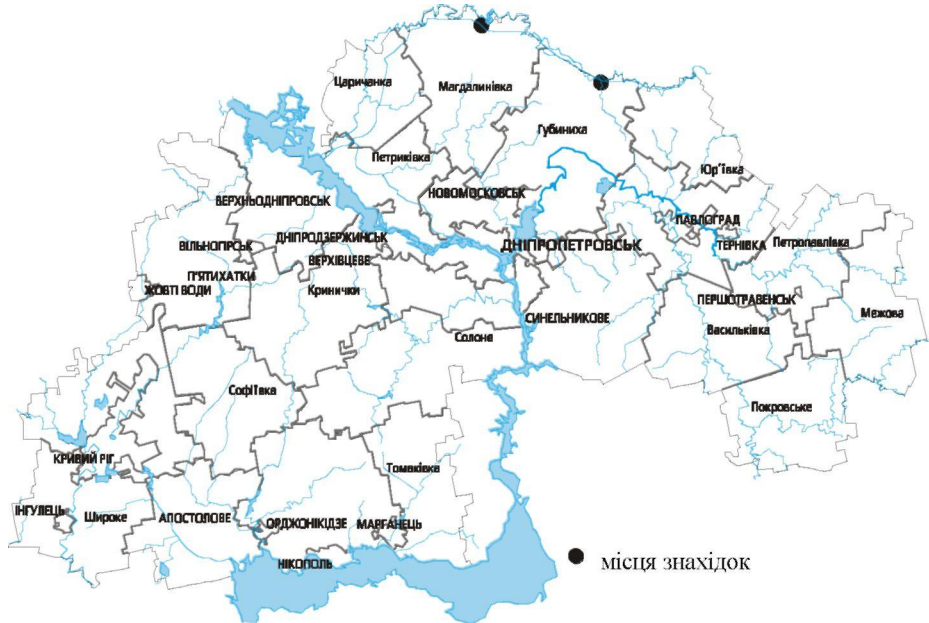 Царичанка
Магдалинівка
Губиниха
Петриківка
Юр'ївка
НОВОМОСКОВСЬК
ВЕРХНЬОДНІПРОВСЬК
ПАВЛОГРАД
ДНІПРОДЗЕРЖИНСЬК
ДНІПРОПЕТРОВСЬК
ТЕРНІВКА
Петропавлівка
ВІЛЬНОГІРСЬК
ВЕРХІВЦЕВЕ
П'ЯТИХАТКИ
ЖОВТІ ВОДИ
Кринички
ПЕРШОТРАВЕНСЬК
Межова
СИНЕЛЬНИКОВЕ
Васильківка
Солоне
Софіївка
Покровське
КРИВИЙ РІГ
Томаківка
ІНГУЛЕЦЬ
Широке
АПОСТОЛОВЕ
ОРДЖОНІКІДЗЕ
МАРГАНЕЦЬ
НІКОПОЛЬ
місця знахідок